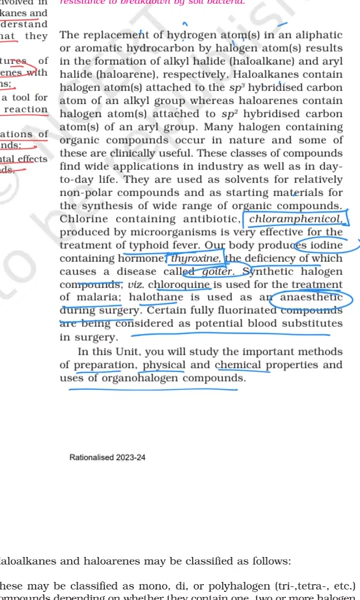 resistance to breakdown by soil bacteria.
The replacement of hydrogen atom(s) in an aliphatic
or aromatic hydrocarbon by halogen atom(s) results
in the formation of alkyl halide (haloalkane) and aryl
halide (haloarene), respectively. Haloalkanes contain
halogen atom(s) attached to the sp³ hybridised carbon
atom of an alkyl group whereas haloarenes contain
halogen atom(s) attached to sp² hybridised carbon
atom(s) of an aryl group. Many halogen containing
organic compounds occur in nature and some of
these are clinically useful. These classes of compounds
find wide applications in industry as well as in day-
to-day life. They are used as solvents for relatively
non-polar compounds and as starting materials for
the synthesis of wide range of organic compounds.
Chlorine containing antibiotic, chloramphenicol,
produced by microorganisms is very effective for the
treatment of typhoid fever. Our body produces iodine
containing hormone, thyroxine, the deficiency of which
causes a disease called goiter. Synthetic halogen
compounds, viz. chloroquine is used for the treatment
of malaria; halothane is used as an anaesthetic
during surgery. Certain fully fluorinated compounds
are being considered as potential blood substitutes
in surgery.
In this Unit, you will study the important methods
of preparation, physical and chemical properties and
uses of organohalogen compounds.
Rationalised 2023-24
aloalkanes and haloarenes may be classified as follows:
hese may be classified as mono, di, or polyhalogen (tri-,tetra-, etc.)
ompounds depending on whether they contain one, two or more halogen